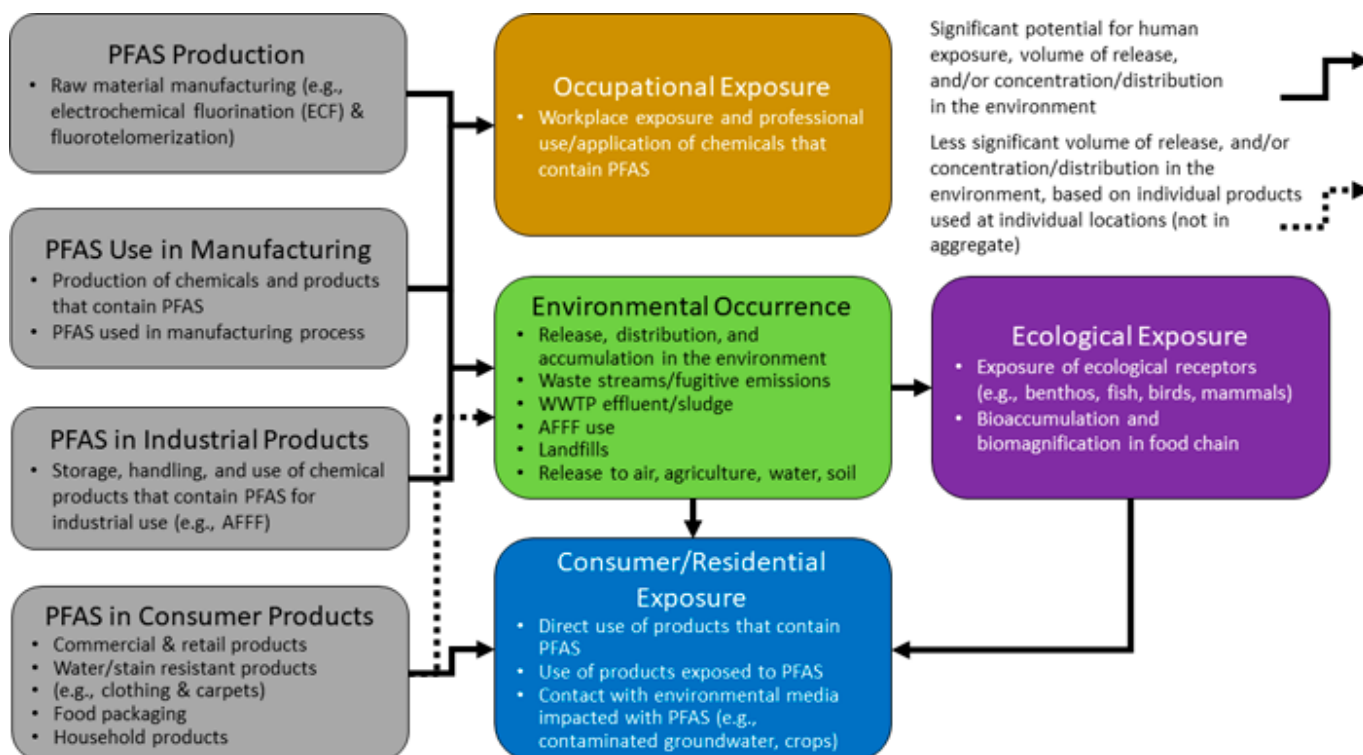 PFAS Production
• Raw material manufacturing (e.g.,
electrochemical fluorination (ECF) &
fluorotelomerization)
PFAS Use in Manufacturing
• Production of chemicals and products
that contain PFAS
• PFAS used in manufacturing process
PFAS in Industrial Products
• Storage, handling, and use of chemical
products that contain PFAS for
industrial use (e.g., AFFF)
PFAS in Consumer Products
• Commercial & retail products
• Water/stain resistant products
• (e.g., clothing & carpets)
• Food packaging
• Household products
Occupational Exposure
• Workplace exposure and professional
use/application of chemicals that
contain PFAS
Environmental Occurrence
• Release, distribution, and
accumulation in the environment
• Waste streams/fugitive emissions
• WWTP effluent/sludge
• AFFF use
• Landfills
• Release to air, agriculture, water, soil
Consumer/Residential
Exposure
• Direct use of products that contain
PFAS
• Use of products exposed to PFAS
• Contact with environmental media
impacted with PFAS (e.g.,
contaminated groundwater, crops)
Significant potential for human
exposure, volume of release,
and/or concentration/distribution
in the environment
Less significant volume of release, and/or
concentration/distribution in the
environment, based on individual products
used at individual locations (not in
aggregate)
Ecological Exposure
• Exposure of ecological receptors
(e.g., benthos, fish, birds, mammals)
• Bioaccumulation and
biomagnification in food chain